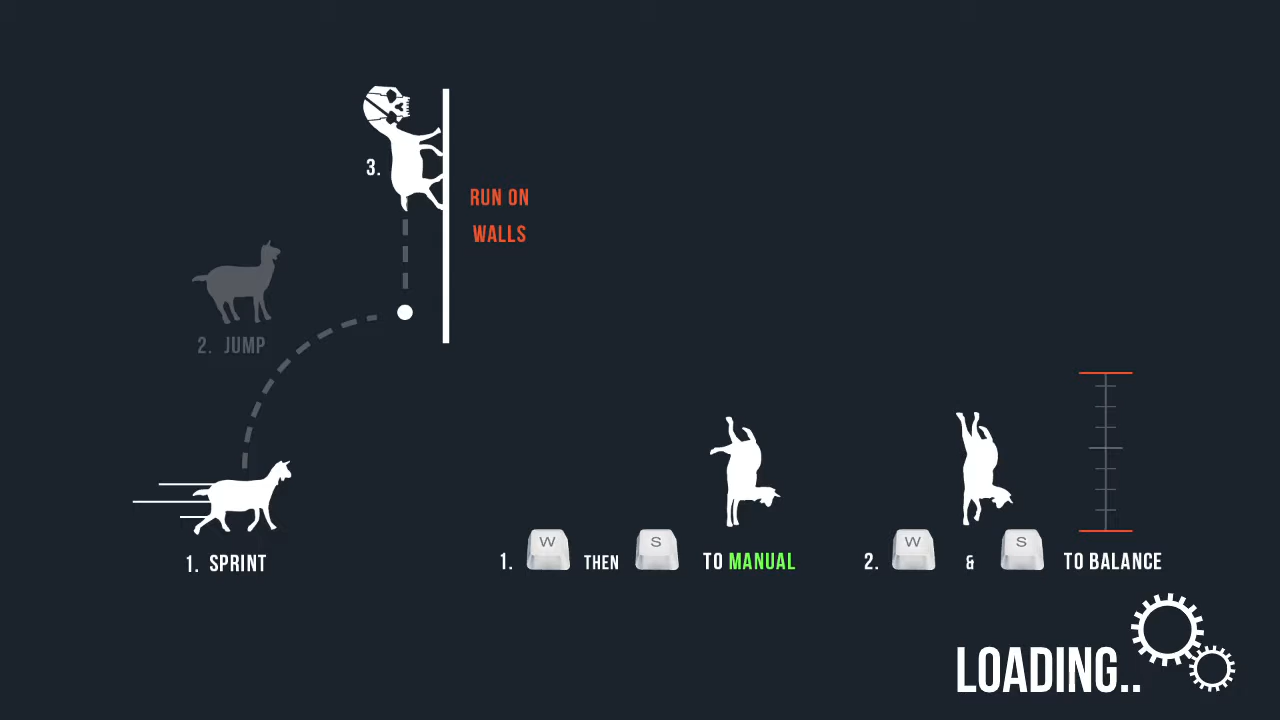 3.
RUN ON
WALLS
2. JUMP
1. SPRINT
1. W THEN S TO MANUAL
2. W & S TO BALANCE
LOADING..